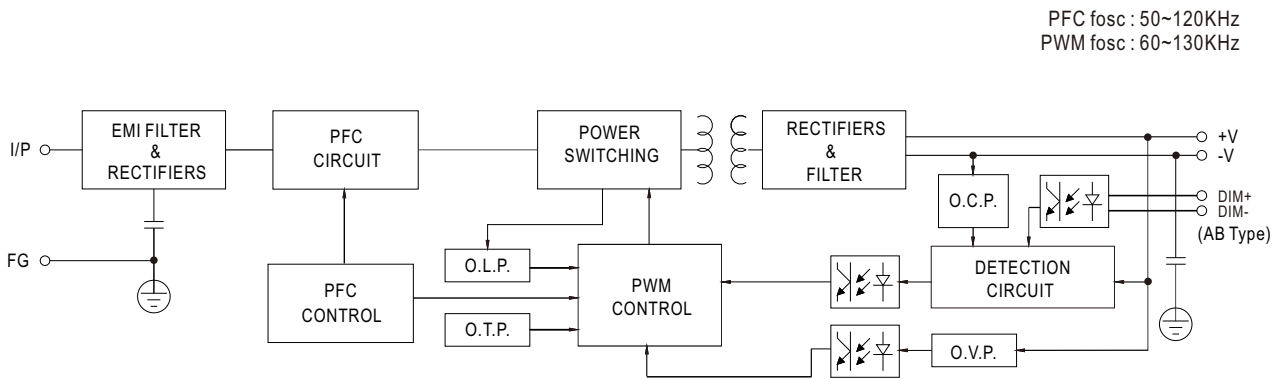 PFC fosc : 50~120KHz
PWM fosc : 60~130KHz
I/P
EMI FILTER
&
RECTIFIERS
PFC
CIRCUIT
POWER
SWITCHING
RECTIFIERS
&
FILTER
+V
-V
O.C.P.
DIM+
DIM-
(AB Type)
FG
O.L.P.
PFC
CONTROL
PWM
CONTROL
DETECTION
CIRCUIT
O.T.P.
O.V.P.